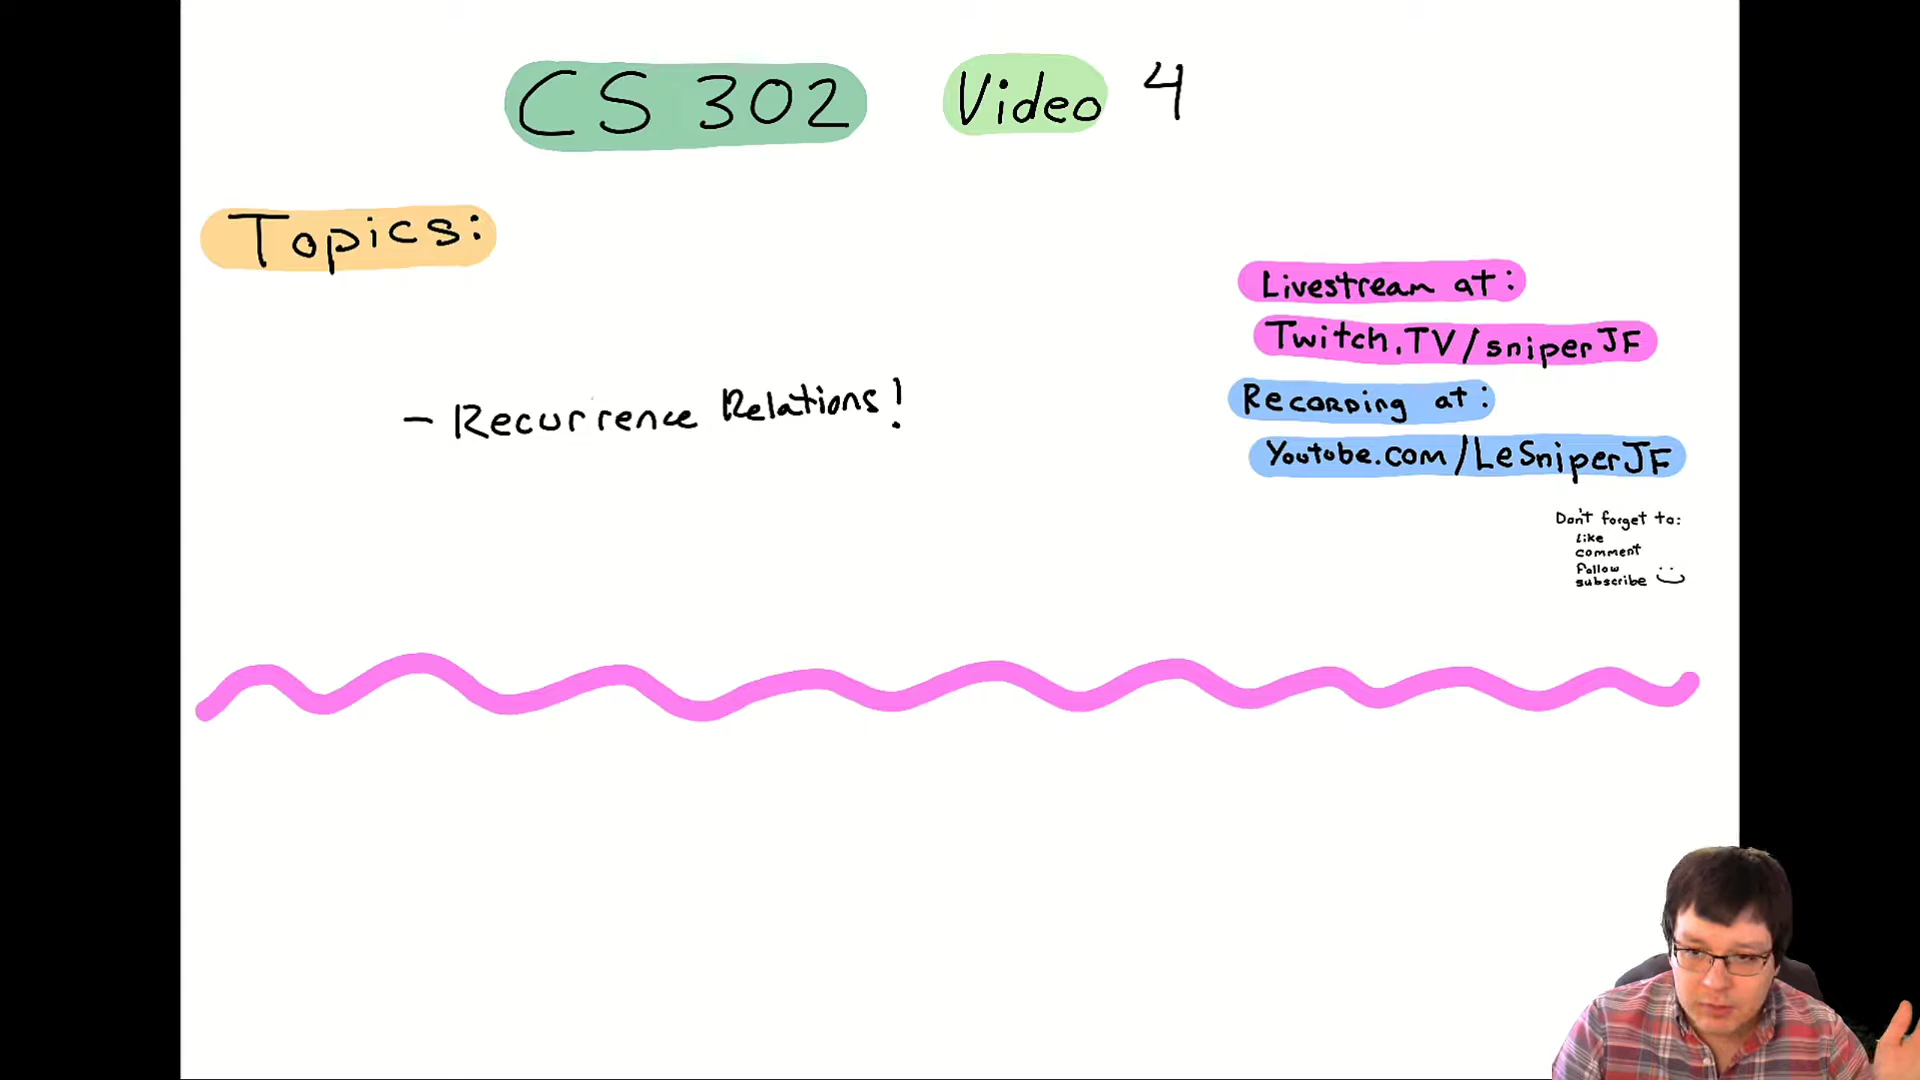 CS 302 Video 4
Topics:
- Recurrence Relations!
Livestream at:
Twitch.TV/sniperJF
Recording at:
Youtube.com/LeSniperJF
Don't forget to:
like
comment
follow
subscribe